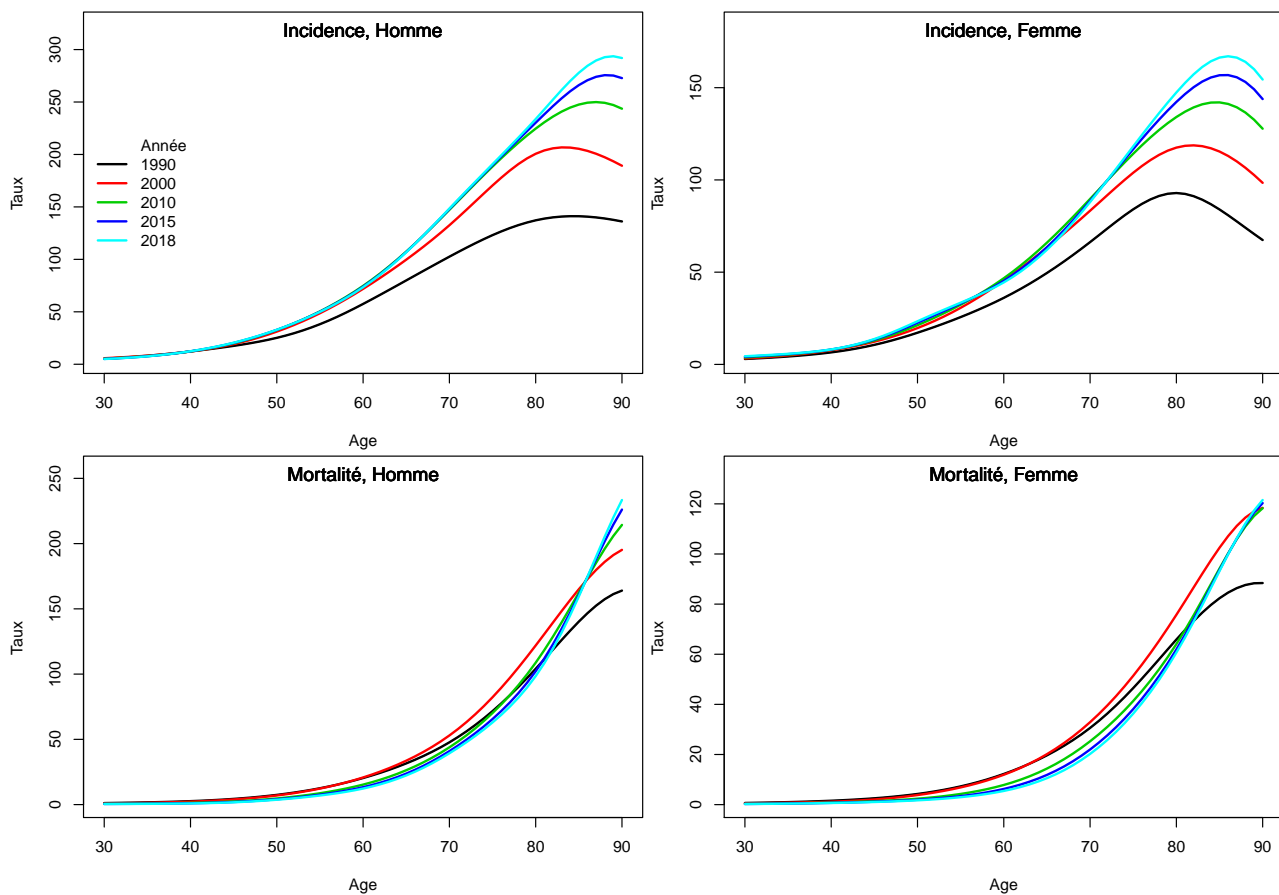 Incidence, Homme
Taux
0 50 100 150 200 250 300
Année
1990
2000
2010
2015
2018
30 40 50 60 70 80 90
Age
Incidence, Femme
Taux
0 50 100 150
30 40 50 60 70 80 90
Age
Mortalité, Homme
Taux
0 50 100 150 200 250
30 40 50 60 70 80 90
Age
Mortalité, Femme
Taux
0 20 40 60 80 100 120
30 40 50 60 70 80 90
Age